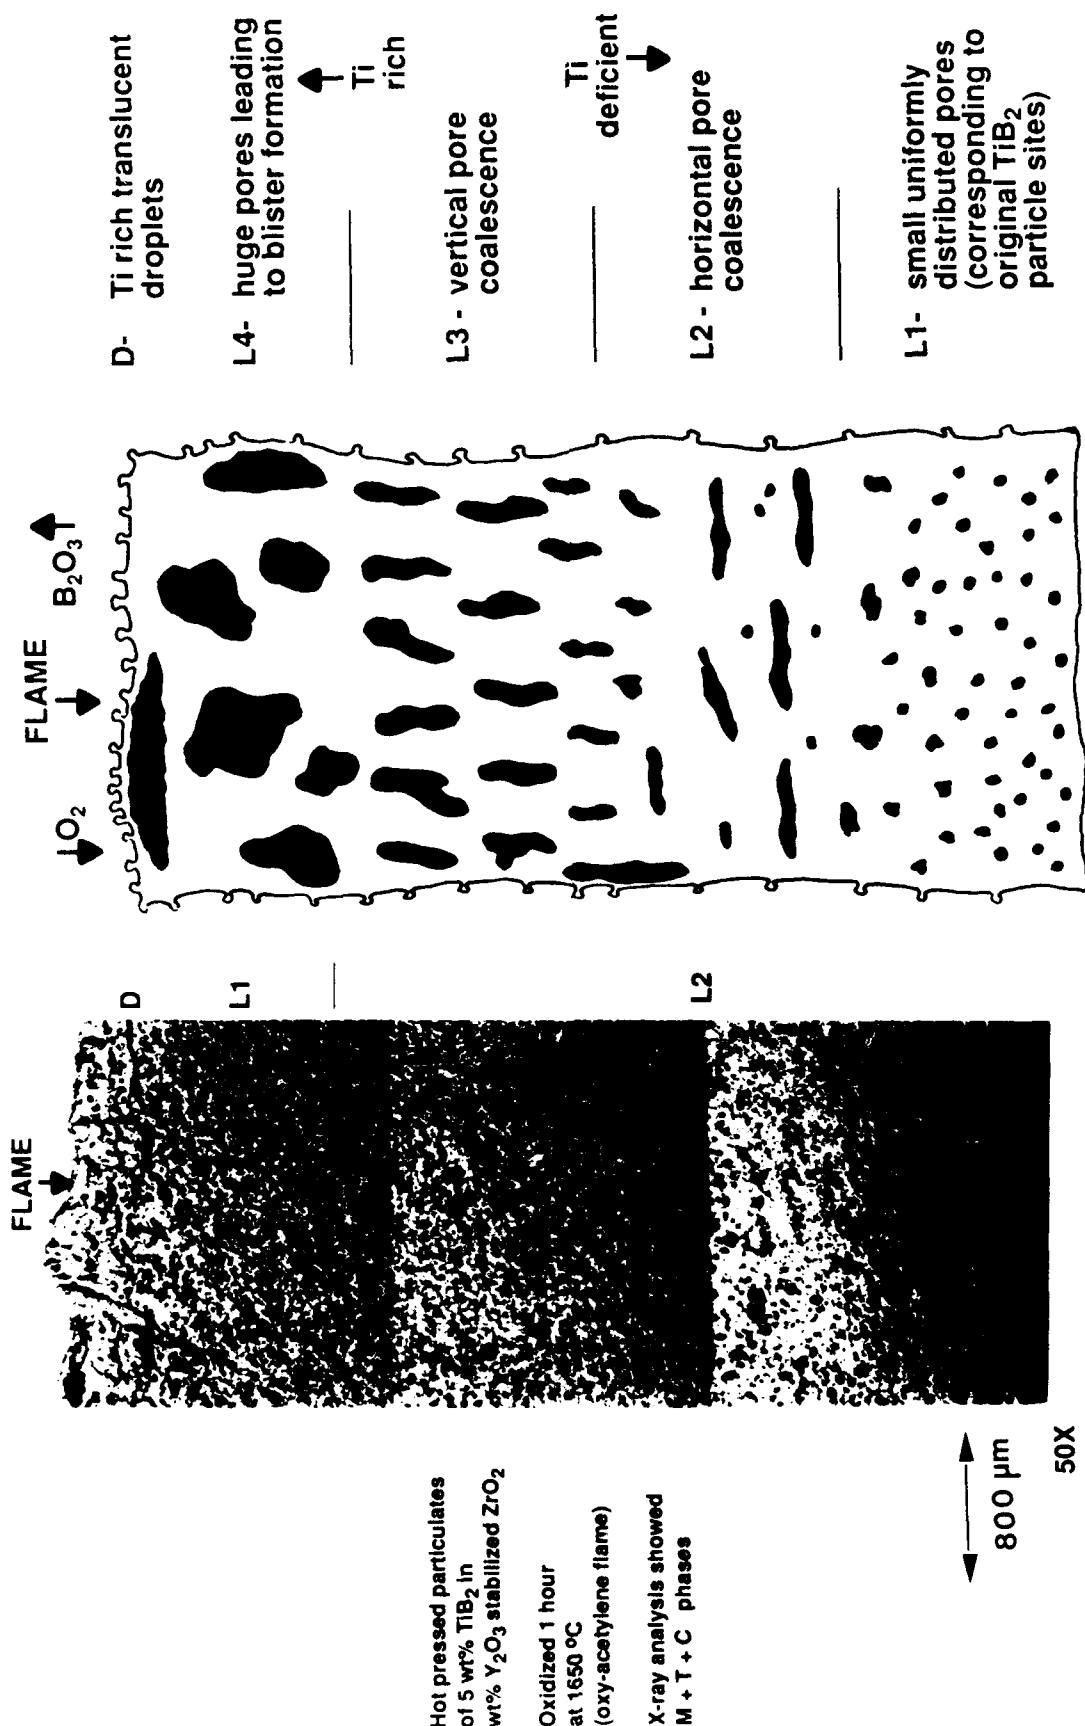 FLAME
D
L1
L2
Hot pressed particulates
of 5 wt% TiB2 in
wt% Y2O3 stabilized ZrO2
Oxidized 1 hour
at 1650 ºC
(oxy-acetylene flame)
X-ray analysis showed
M + T + C phases
800 µm
50X
O2
FLAME
B2O3
D- Ti rich translucent
droplets
L4- huge pores leading
to blister formation
Ti
rich
L3 - vertical pore
coalescence
Ti
deficient
L2 - horizontal pore
coalescence
L1- small uniformly
distributed pores
(corresponding to
original TiB2
particle sites)